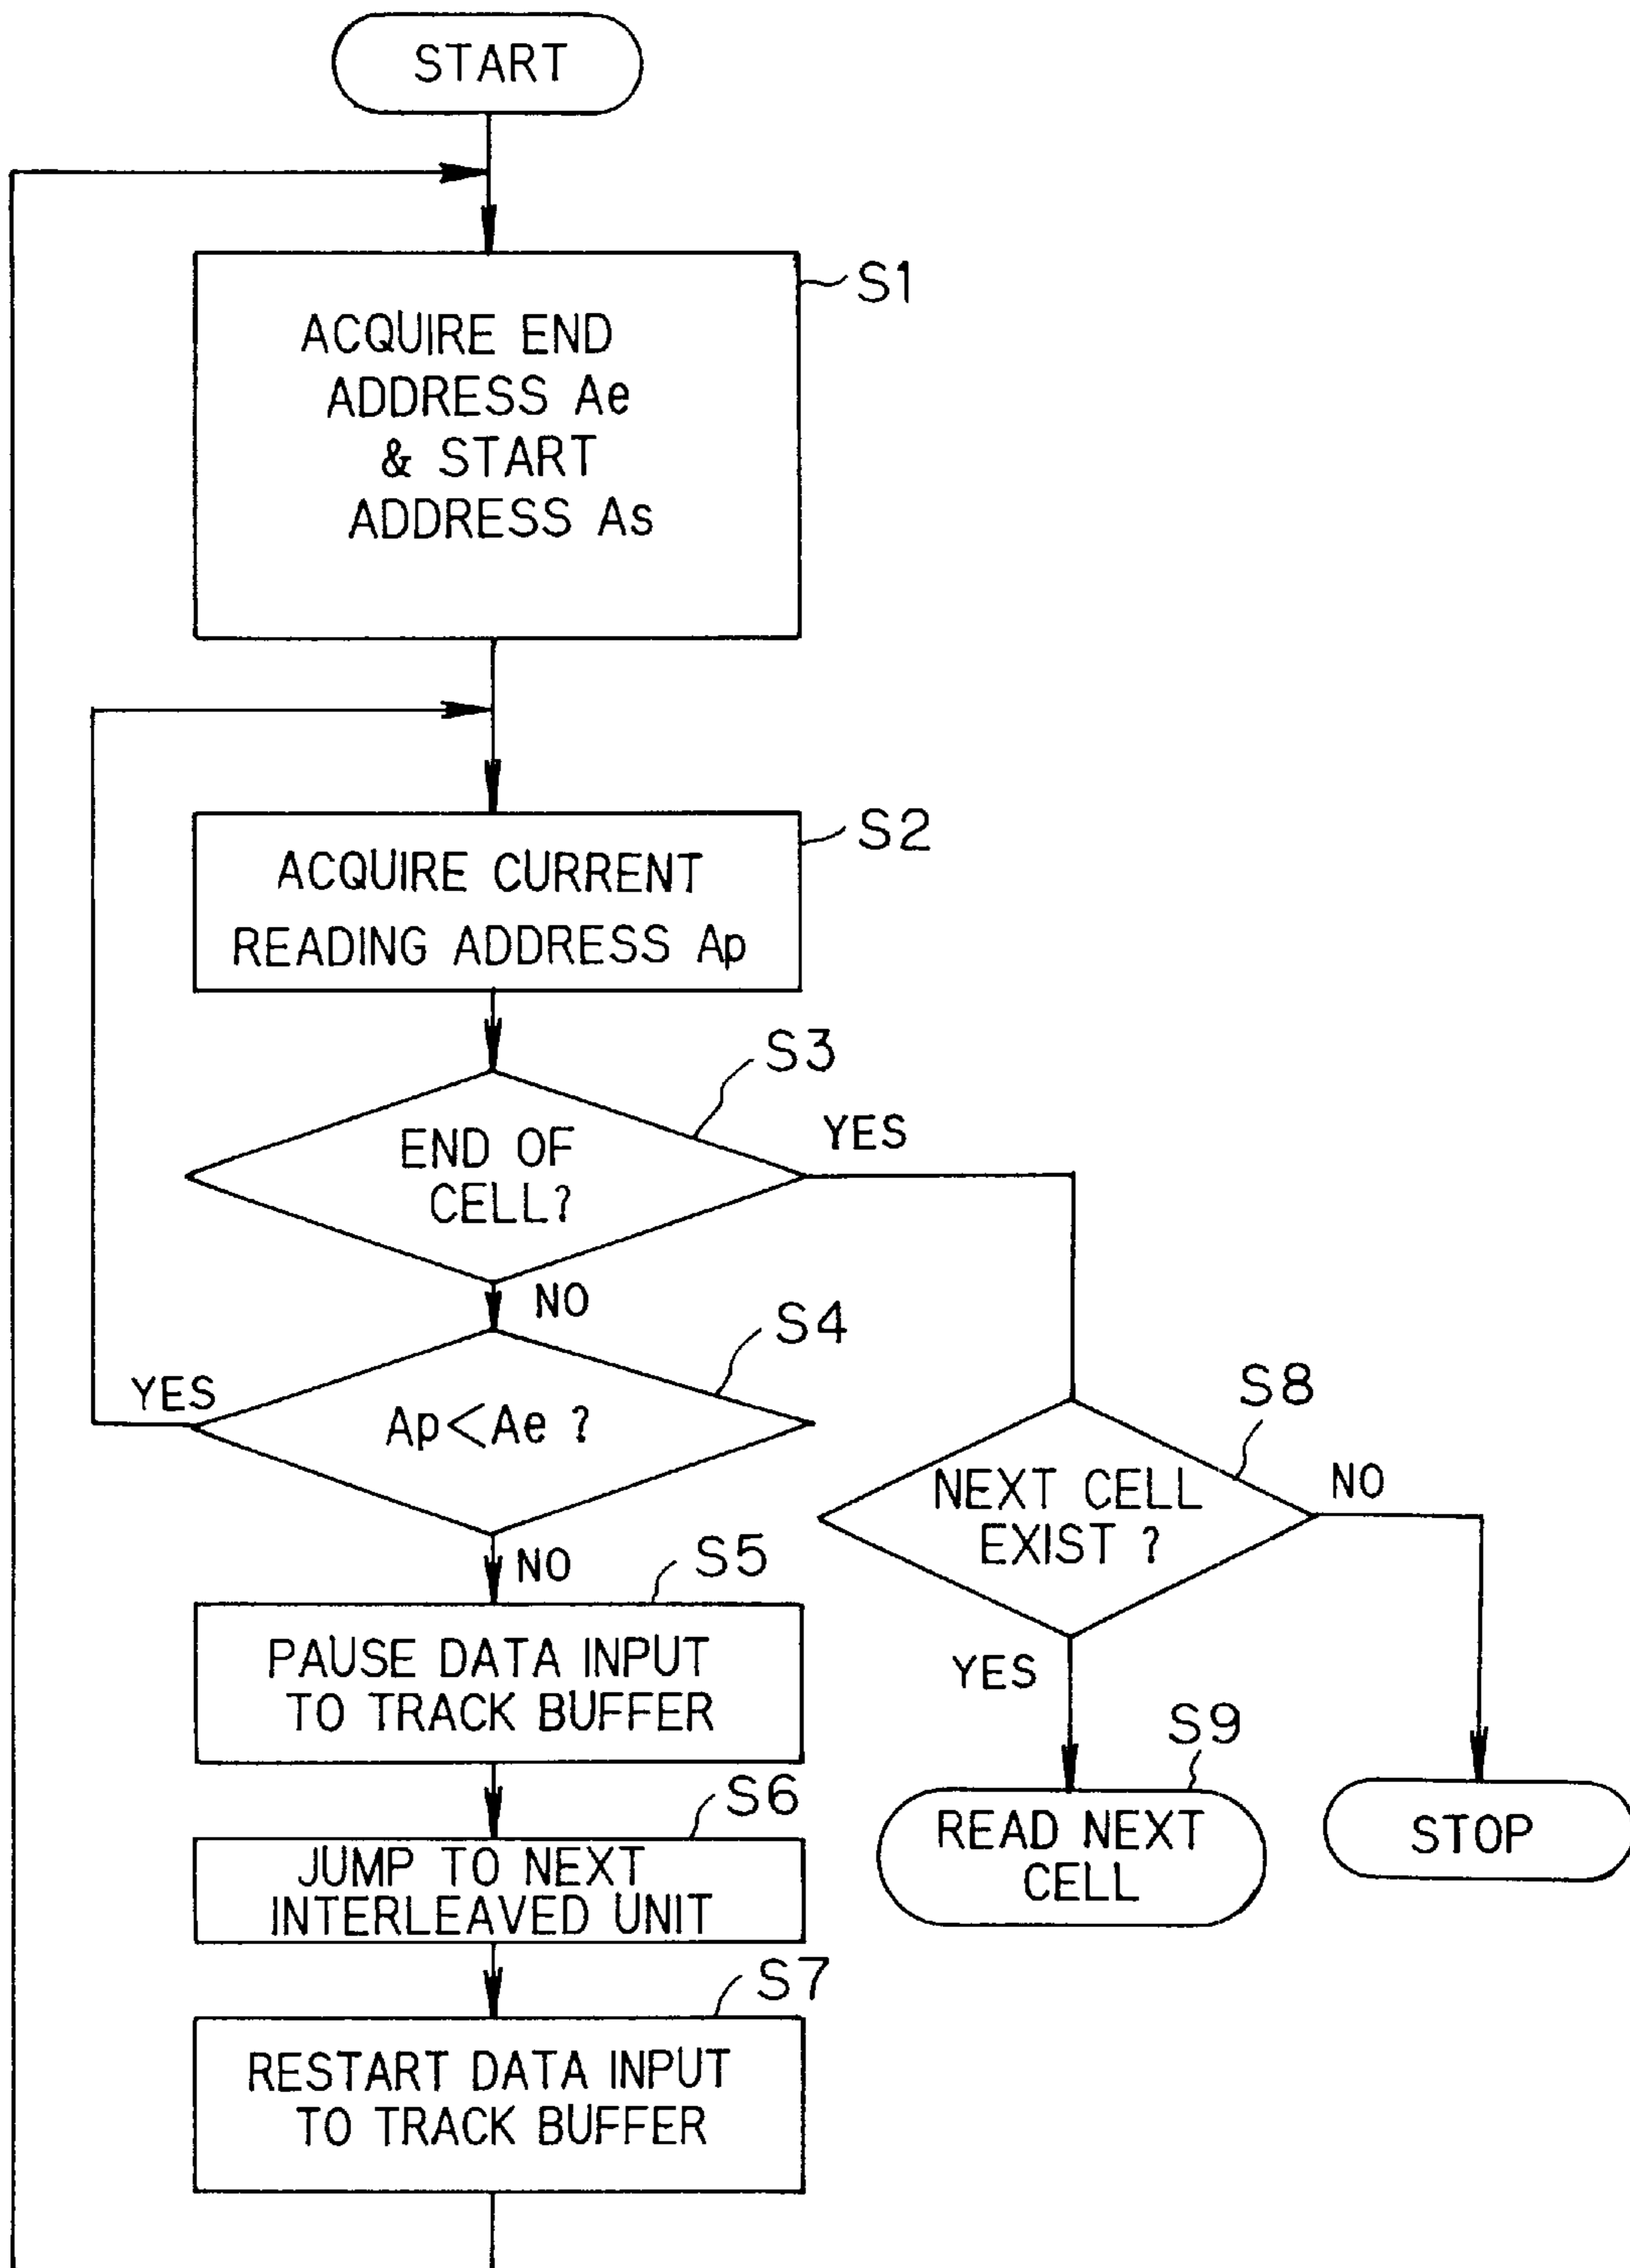 START
S1
ACQUIRE END
ADDRESS Ae
& START
ADDRESS As
S2
ACQUIRE CURRENT
READING ADDRESS Ap
S3
END OF
CELL?
YES
NO
S4
YES
Ap<Ae ?
NO
S8
NEXT CELL
EXIST ?
NO
YES
S5
PAUSE DATA INPUT
TO TRACK BUFFER
S6
JUMP TO NEXT
INTERLEAVED UNIT
S9
READ NEXT
CELL
STOP
S7
RESTART DATA INPUT
TO TRACK BUFFER